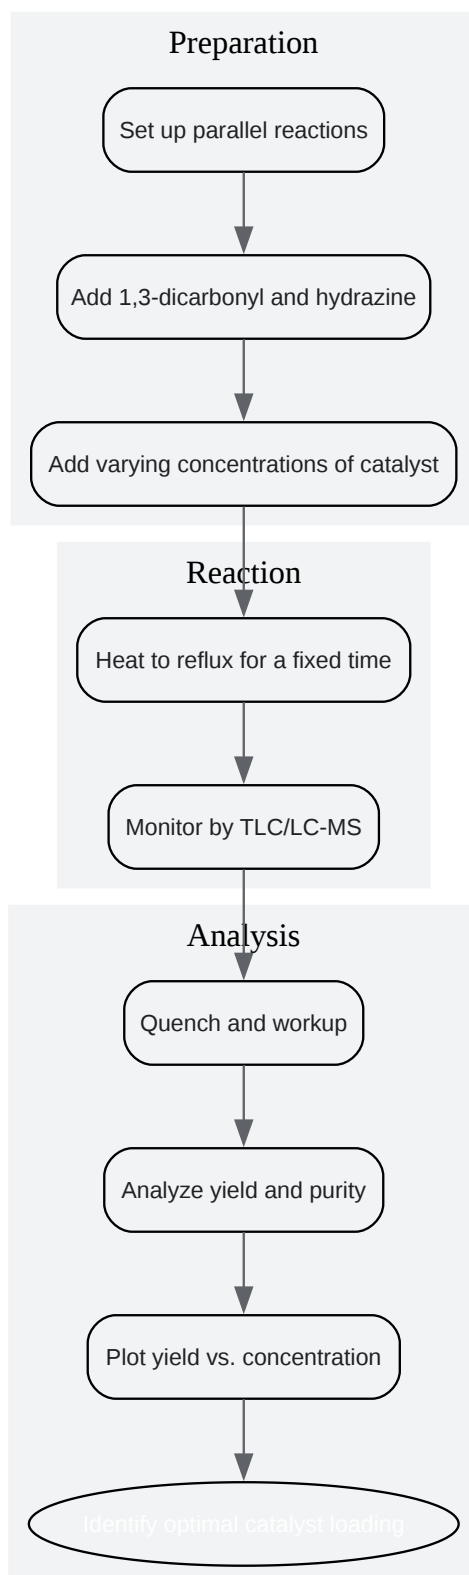 Preparation
Set up parallel reactions
Add 1,3-dicarbonyl and hydrazine
Add varying concentrations of catalyst
Reaction
Heat to reflux for a fixed time
Monitor by TLC/LC-MS
Analysis
Quench and workup
Analyze yield and purity
Plot yield vs. concentration
Identify optimal catalyst loading